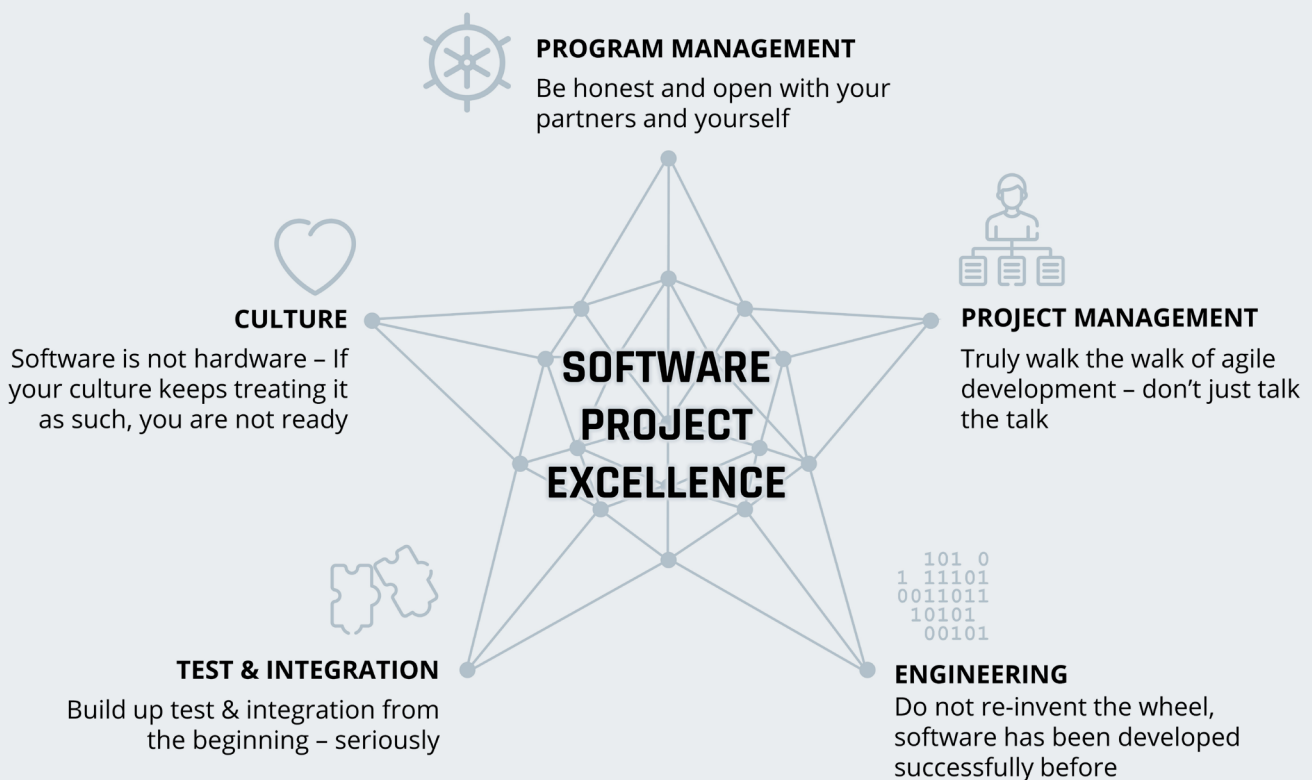 PROGRAM MANAGEMENT
Be honest and open with your
partners and yourself
CULTURE
Software is not hardware – If
your culture keeps treating it
as such, you are not ready
SOFTWARE
PROJECT
EXCELLENCE
PROJECT MANAGEMENT
Truly walk the walk of agile
development – don’t just talk
the talk
TEST & INTEGRATION
Build up test & integration from
the beginning – seriously
101 0
1 11101
0011011
10101
00101
ENGINEERING
Do not re-invent the wheel,
software has been developed
successfully before